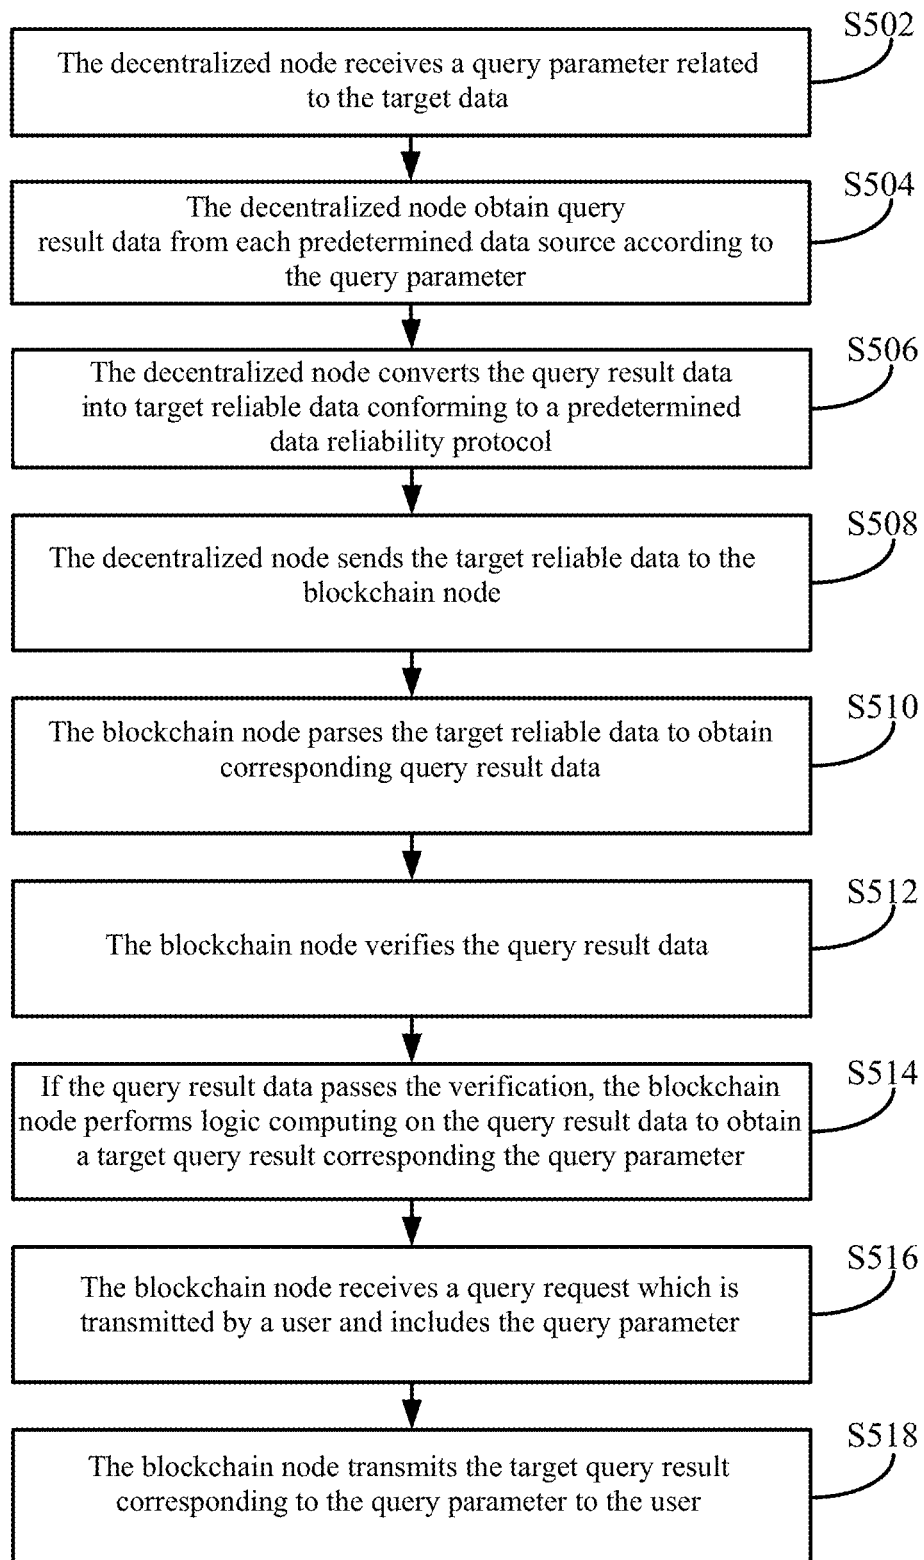 S502
The decentralized node receives a query parameter related
to the target data
S504
The decentralized node obtain query
result data from each predetermined data source according to
the query parameter
S506
The decentralized node converts the query result data
into target reliable data conforming to a predetermined
data reliability protocol
S508
The decentralized node sends the target reliable data to the
blockchain node
S510
The blockchain node parses the target reliable data to obtain
corresponding query result data
S512
The blockchain node verifies the query result data
S514
If the query result data passes the verification, the blockchain
node performs logic computing on the query result data to obtain
a target query result corresponding the query parameter
S516
The blockchain node receives a query request which is
transmitted by a user and includes the query parameter
S518
The blockchain node transmits the target query result
corresponding to the query parameter to the user